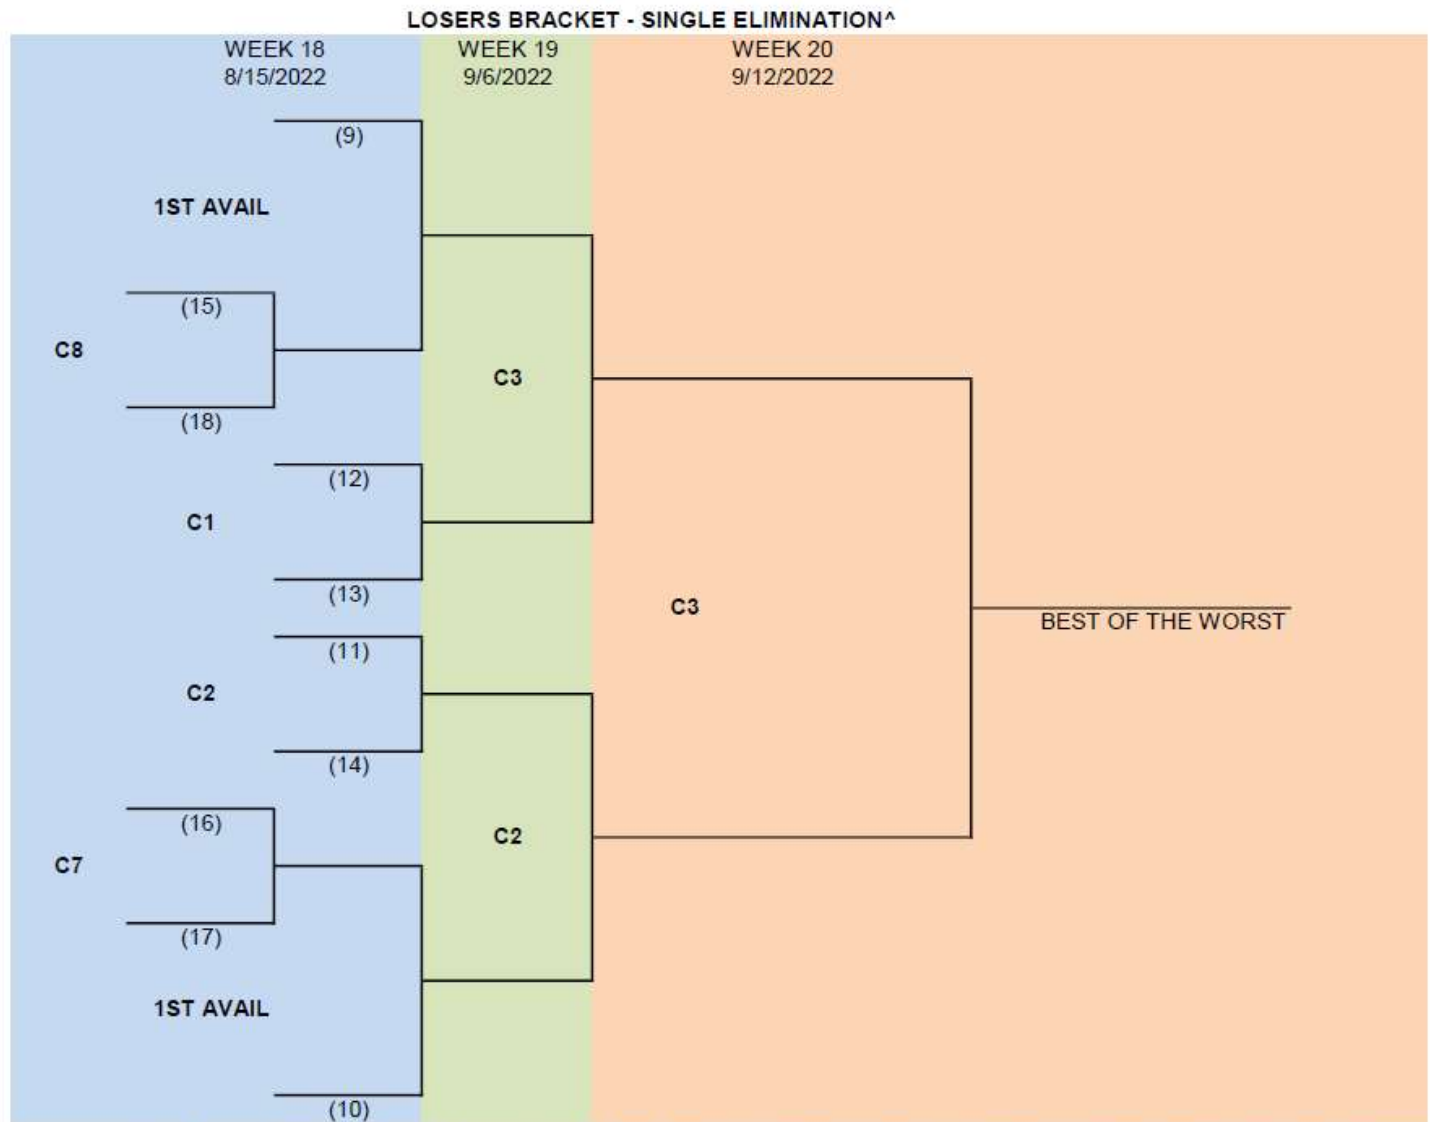 LOSERS BRACKET - SINGLE ELIMINATION^
WEEK 18 WEEK 19 WEEK 20
8/15/2022 9/6/2022 9/12/2022
(9)
1ST AVAIL
(15)
C8
C3
(18)
(12)
C1
(13)
C3
BEST OF THE WORST
(11)
C2
(14)
(16)
C2
C7
(17)
1ST AVAIL
(10)